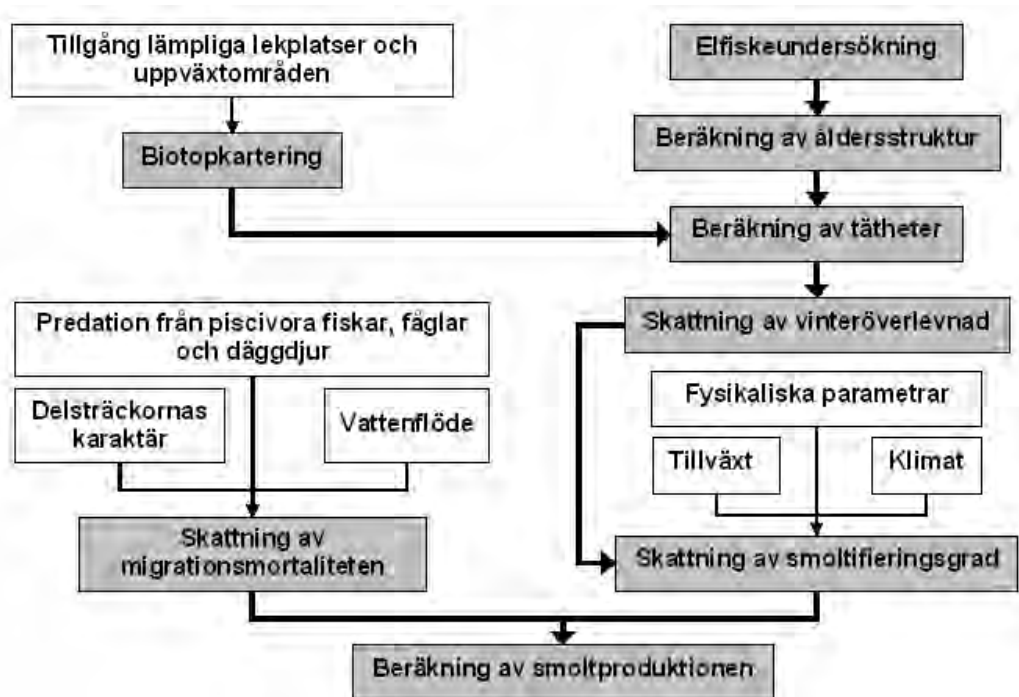 Tillgång lämpliga lekplatser och
uppväxtområden
Elfiskeundersökning
Biotopkartering
Beräkning av åldersstruktur
Beräkning av tätheter
Skattning av vinteröverlevnad
Predation från piscivora fiskar, fåglar
och däggdjur
Delsträckornas
karaktär
Vattenflöde
Fysikaliska parametrar
Tillväxt
Klimat
Skattning av
migrationsmortaliteten
Skattning av smoltifieringsgrad
Beräkning av smoltproduktionen